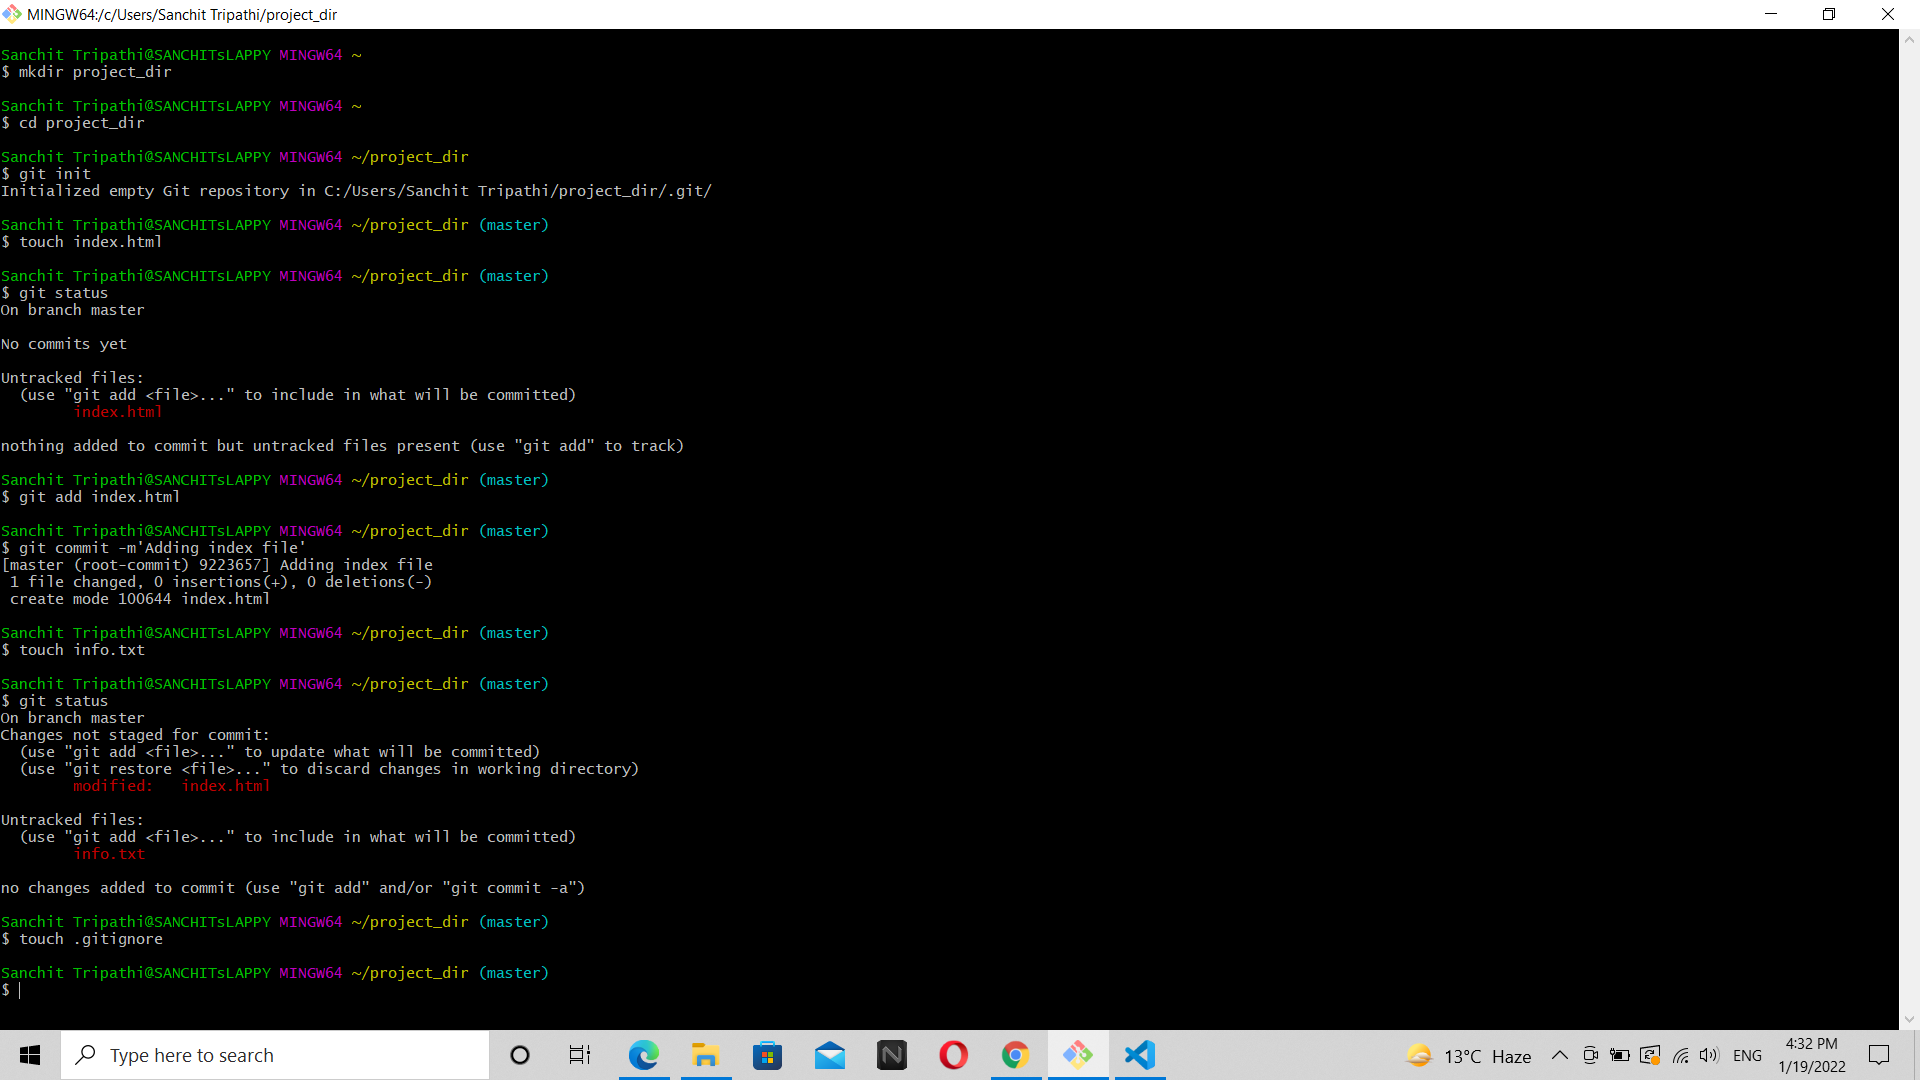 MINGW64:/c/Users/Sanchit Tripathi/project_dir
Sanchit Tripathi@SANCHITsLAPPY MINGW64 ~
$ mkdir project_dir
Sanchit Tripathi@SANCHITsLAPPY MINGW64 ~
$ cd project_dir
Sanchit Tripathi@SANCHITsLAPPY MINGW64 ~/project_dir
$ git init
Initialized empty Git repository in C:/Users/Sanchit Tripathi/project_dir/.git/
Sanchit Tripathi@SANCHITsLAPPY MINGW64 ~/project_dir (master)
$ touch index.html
Sanchit Tripathi@SANCHITsLAPPY MINGW64 ~/project_dir (master)
$ git status
On branch master
No commits yet
Untracked files:
  (use "git add <file>..." to include in what will be committed)
        index.html
nothing added to commit but untracked files present (use "git add" to track)
Sanchit Tripathi@SANCHITsLAPPY MINGW64 ~/project_dir (master)
$ git add index.html
Sanchit Tripathi@SANCHITsLAPPY MINGW64 ~/project_dir (master)
$ git commit -m'Adding index file'
[master (root-commit) 9223657] Adding index file
 1 file changed, 0 insertions(+), 0 deletions(-)
 create mode 100644 index.html
Sanchit Tripathi@SANCHITsLAPPY MINGW64 ~/project_dir (master)
$ touch info.txt
Sanchit Tripathi@SANCHITsLAPPY MINGW64 ~/project_dir (master)
$ git status
On branch master
Changes not staged for commit:
  (use "git add <file>..." to update what will be committed)
  (use "git restore <file>..." to discard changes in working directory)
        modified:   index.html
Untracked files:
  (use "git add <file>..." to include in what will be committed)
        info.txt
no changes added to commit (use "git add" and/or "git commit -a")
Sanchit Tripathi@SANCHITsLAPPY MINGW64 ~/project_dir (master)
$ touch .gitignore
Sanchit Tripathi@SANCHITsLAPPY MINGW64 ~/project_dir (master)
$
Type here to search
N
13°C Haze
ENG
4:32 PM
1/19/2022